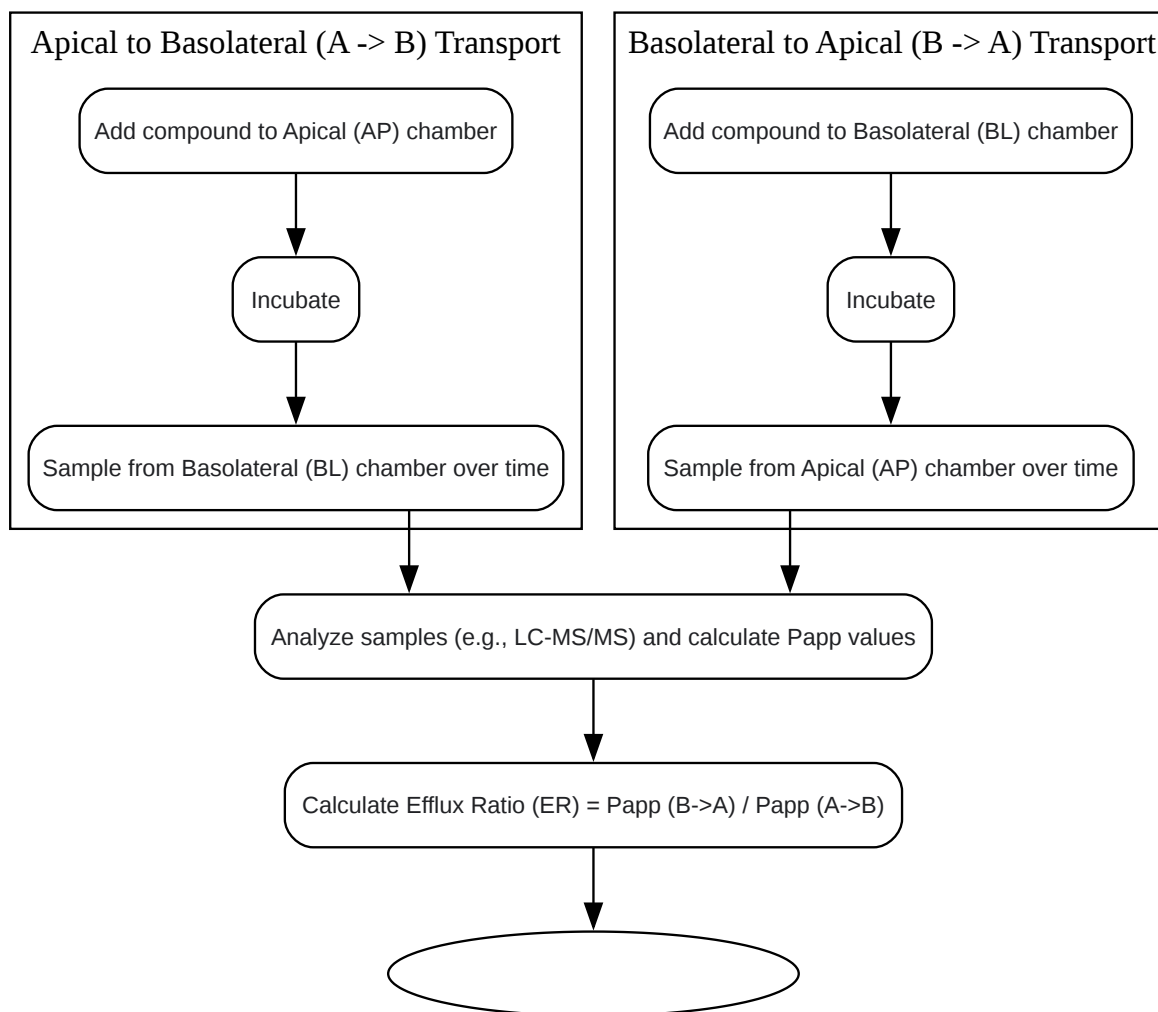 Apical to Basolateral (A -> B) Transport
Add compound to Apical (AP) chamber
Incubate
Sample from Basolateral (BL) chamber over time
Basolateral to Apical (B -> A) Transport
Add compound to Basolateral (BL) chamber
Incubate
Sample from Apical (AP) chamber over time
Analyze samples (e.g., LC-MS/MS) and calculate Papp values
Calculate Efflux Ratio (ER) = Papp (B->A) / Papp (A->B)